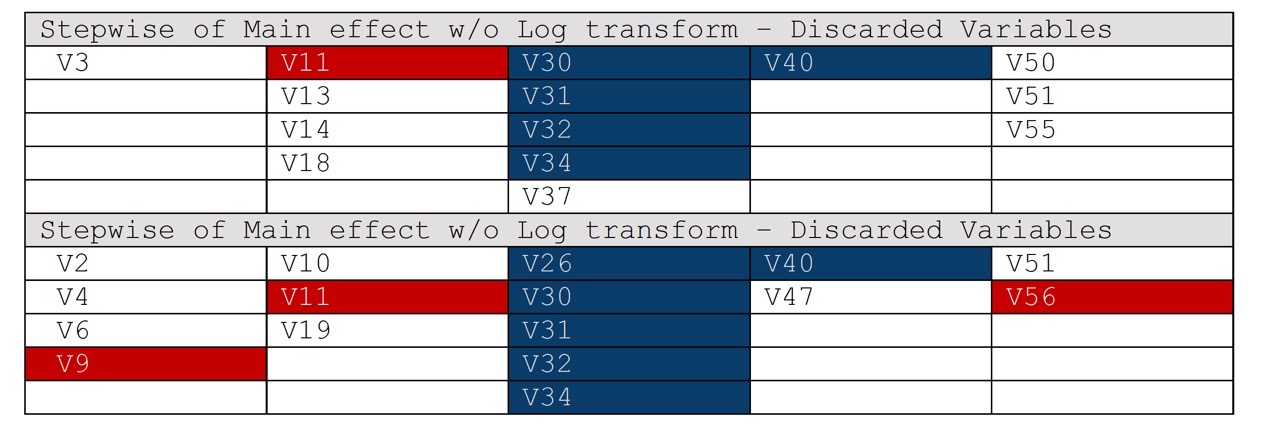 Stepwise of Main effect w/o Log transform – Discarded Variables
V3 V11 V30 V40 V50
V13 V31 V51
V14 V32 V55
V18 V34
V37
Stepwise of Main effect w/o Log transform – Discarded Variables
V2 V10 V26 V40 V51
V4 V11 V30 V47 V56
V6 V19 V31
V9 V32
V34